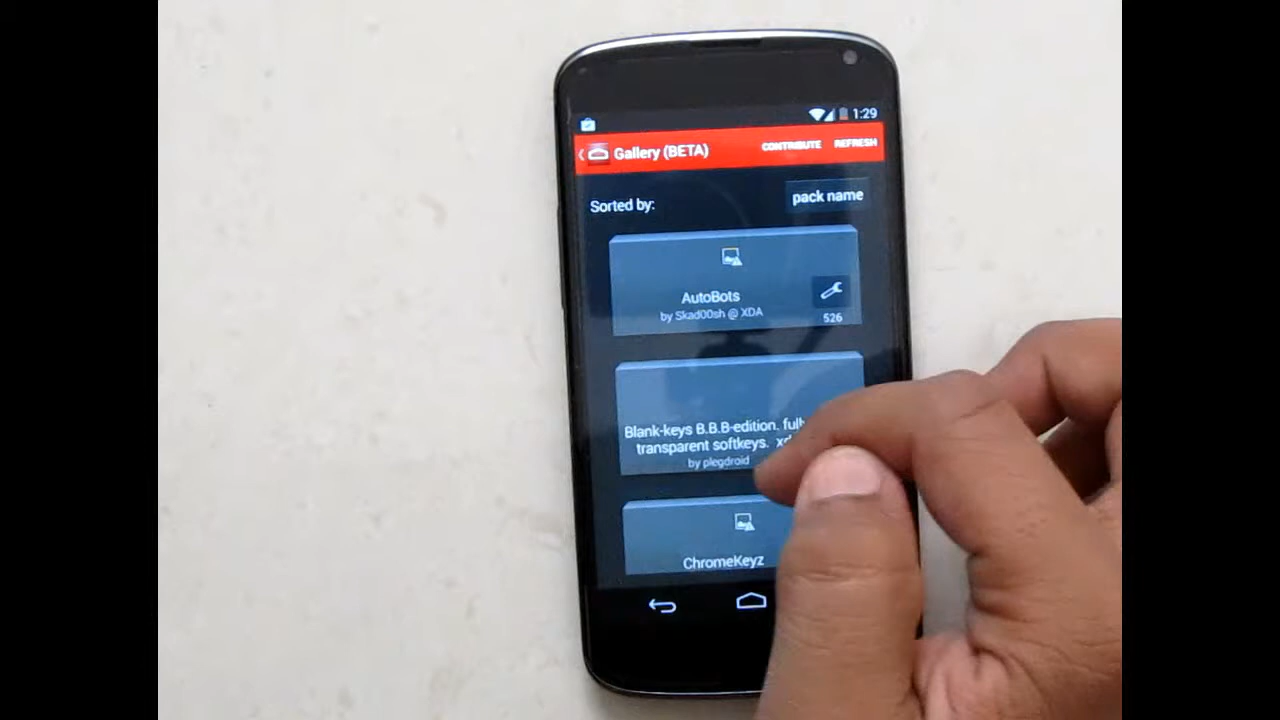 1:29
Gallery (BETA)
CONTRIBUTE
REFRESH
Sorted by:
pack name
AutoBots
by Skad00sh @ XDA
526
Blank-keys B.B.B-edition.
transparent softkeys.
by plegdroid
ChromeKeyz